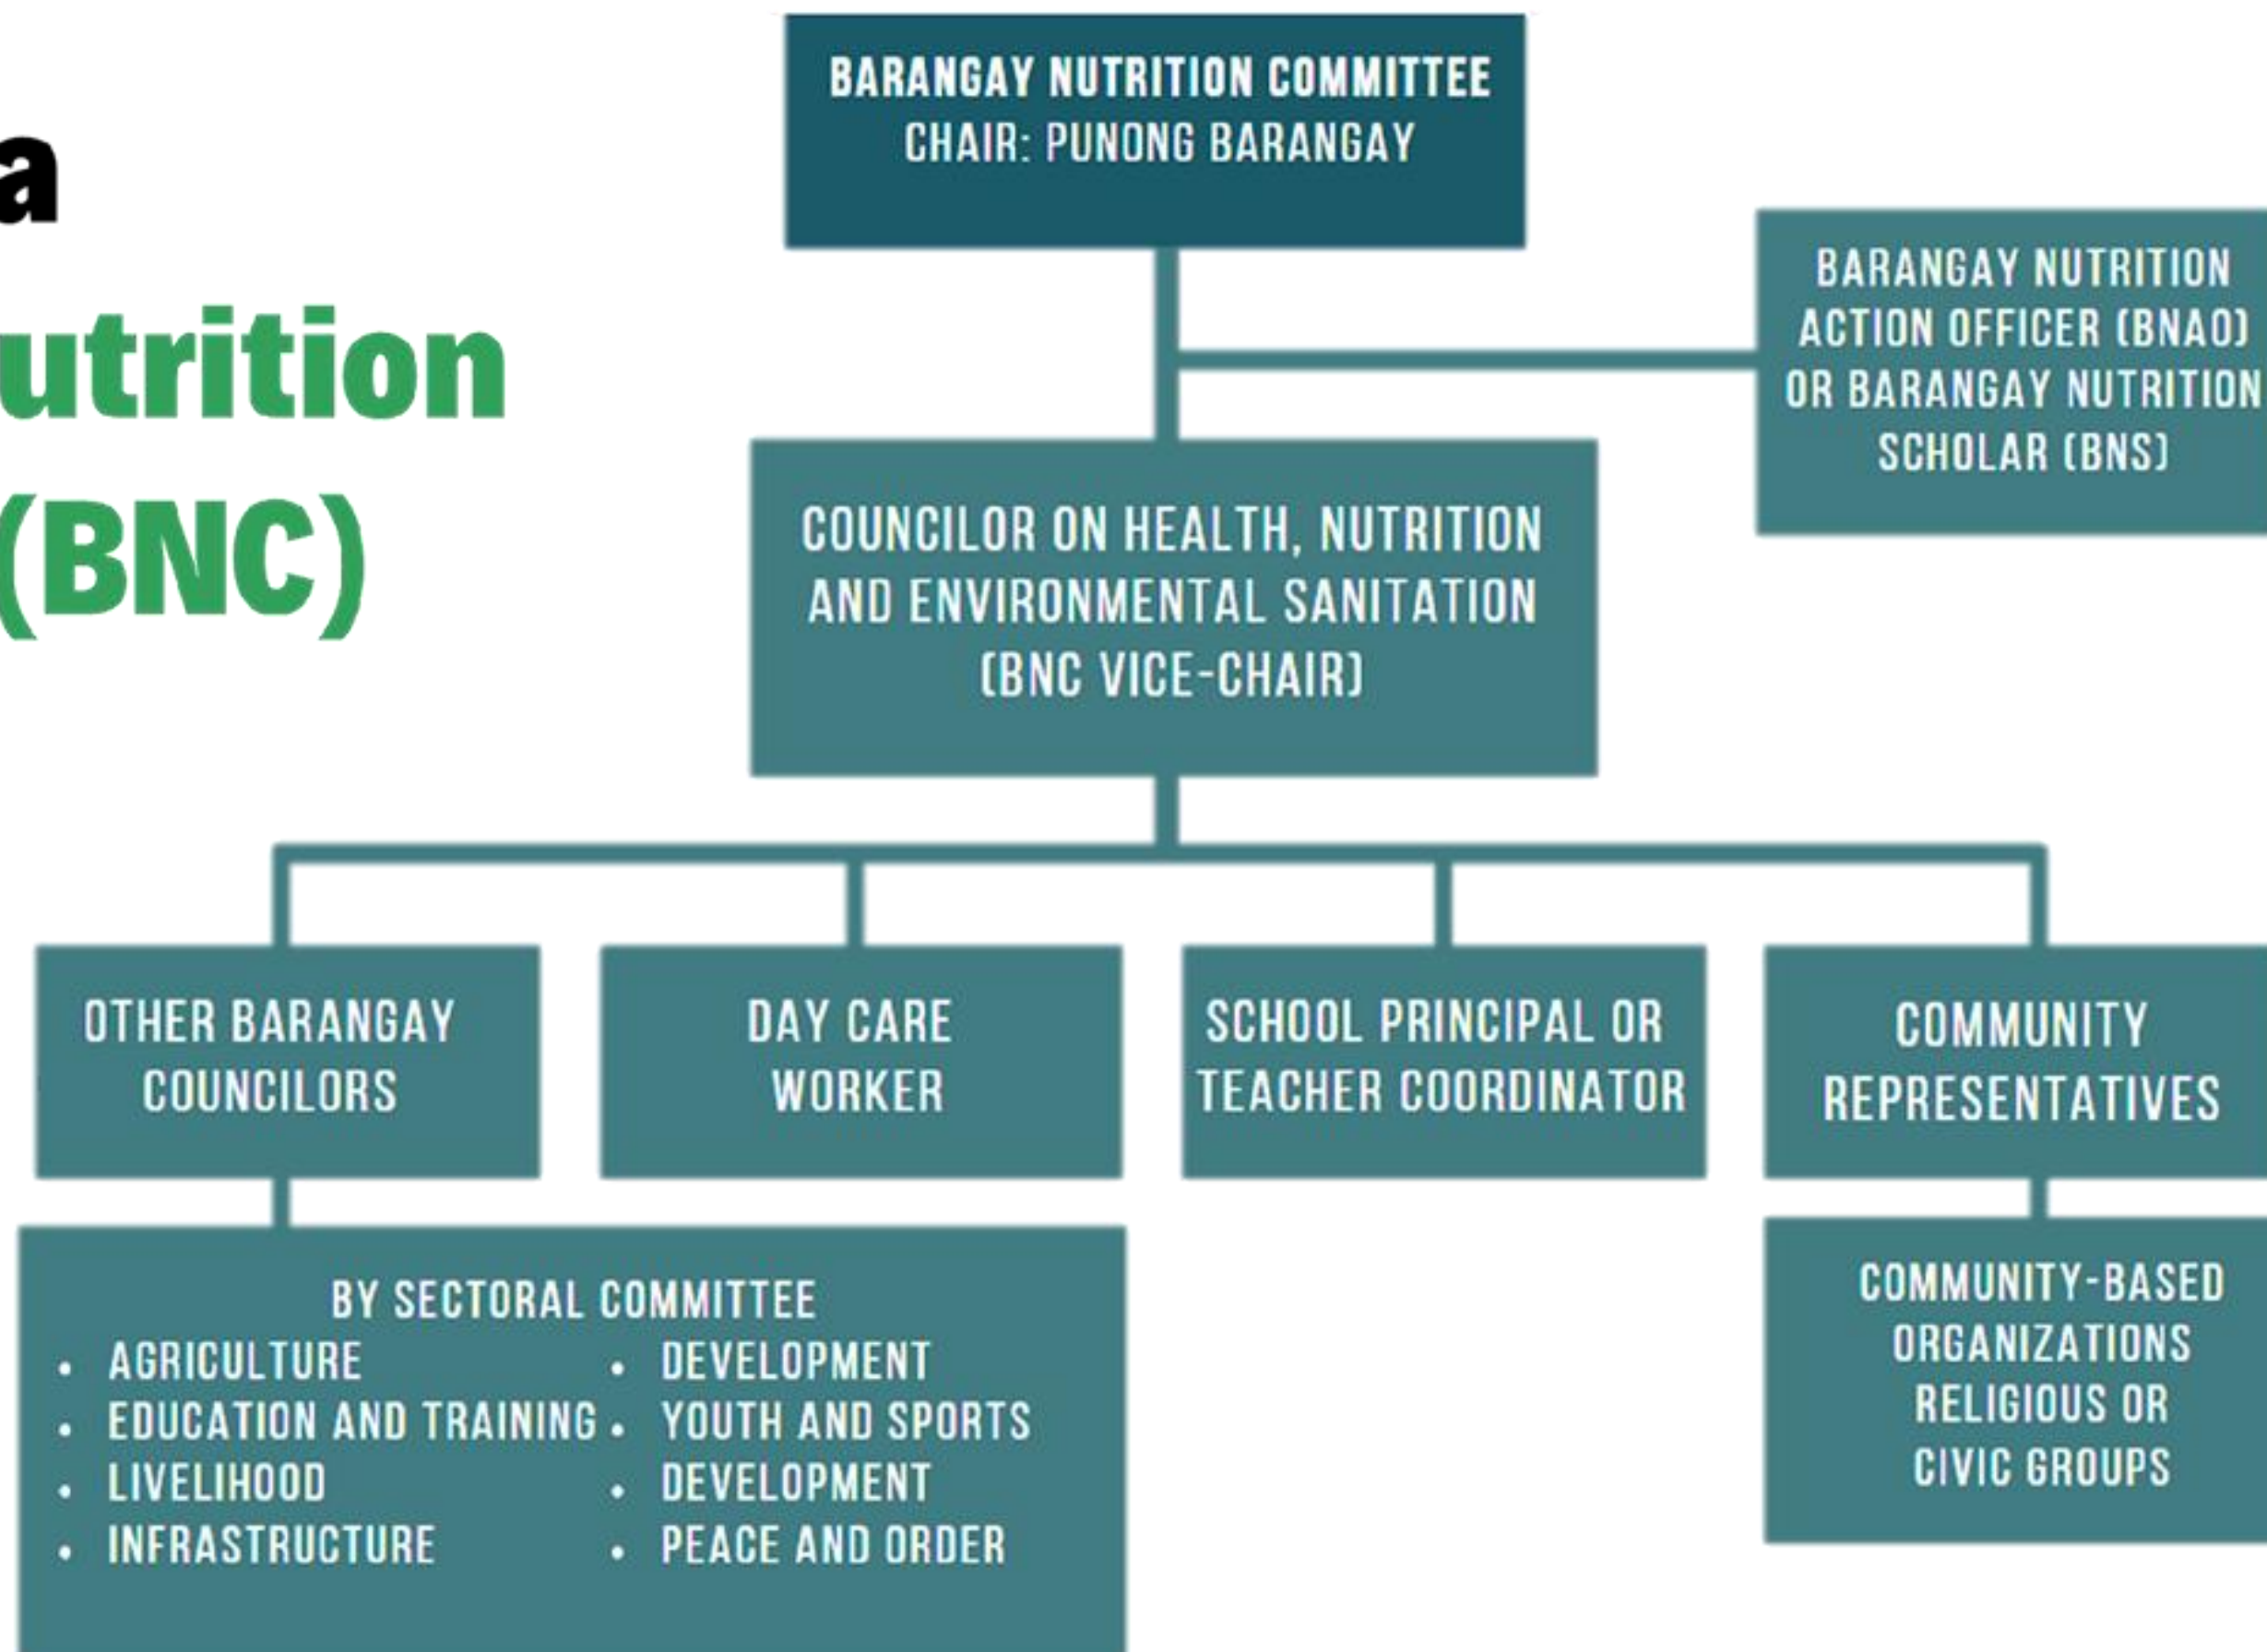 a
utrition
(BNC)
BARANGAY NUTRITION COMMITTEE
CHAIR: PUNONG BARANGAY
BARANGAY NUTRITION
ACTION OFFICER (BNAO)
OR BARANGAY NUTRITION
SCHOLAR (BNS)
COUNCILOR ON HEALTH, NUTRITION
AND ENVIRONMENTAL SANITATION
(BNC VICE-CHAIR)
OTHER BARANGAY
COUNCILORS
DAY CARE
WORKER
SCHOOL PRINCIPAL OR
TEACHER COORDINATOR
COMMUNITY
REPRESENTATIVES
BY SECTORAL COMMITTEE
• AGRICULTURE
• EDUCATION AND TRAINING
• LIVELIHOOD
• INFRASTRUCTURE
• DEVELOPMENT
• YOUTH AND SPORTS
• DEVELOPMENT
• PEACE AND ORDER
COMMUNITY-BASED
ORGANIZATIONS
RELIGIOUS OR
CIVIC GROUPS